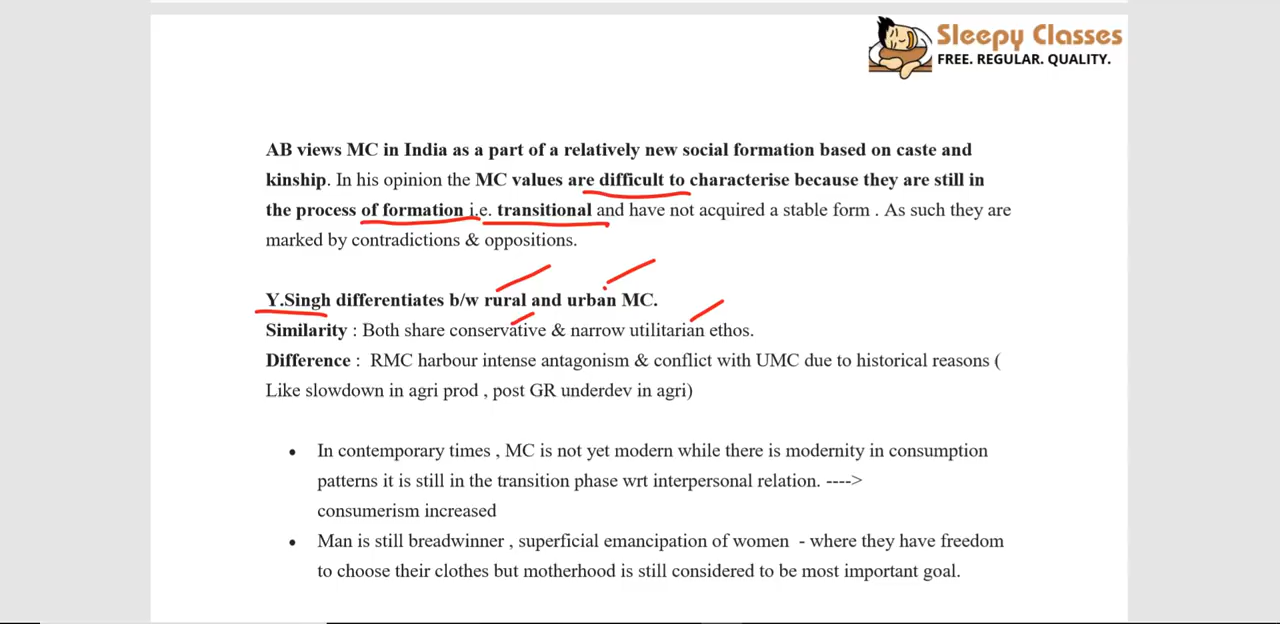 Sleepy Classes
FREE. REGULAR. QUALITY.
AB views MC in India as a part of a relatively new social formation based on caste and
kinship. In his opinion the MC values are difficult to characterise because they are still in
the process of formation i.e. transitional and have not acquired a stable form . As such they are
marked by contradictions & oppositions.
Y.Singh differentiates b/w rural and urban MC.
Similarity : Both share conservative & narrow utilitarian ethos.
Difference : RMC harbour intense antagonism & conflict with UMC due to historical reasons (
Like slowdown in agri prod , post GR underdev in agri)
• In contemporary times , MC is not yet modern while there is modernity in consumption
patterns it is still in the transition phase wrt interpersonal relation. ---->
consumerism increased
• Man is still breadwinner , superficial emancipation of women - where they have freedom
to choose their clothes but motherhood is still considered to be most important goal.